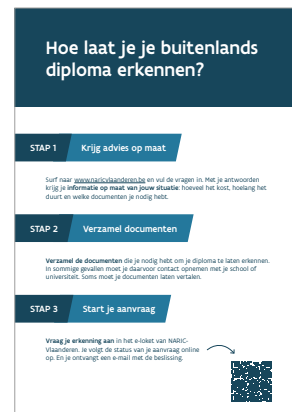 Hoe laat je je buitenlands
diploma erkennen?
STAP 1 Krijg advies op maat
Surf naar www.naricvlaanderen.be en vul de vragen in. Met je antwoorden
krijg je informatie op maat van jouw situatie: hoeveel het kost, hoelang het
duurt en welke documenten je nodig hebt.
STAP 2 Verzamel documenten
Verzamel de documenten die je nodig hebt om je diploma te laten erkennen.
In sommige gevallen moet je daarvoor contact opnemen met je school of
universiteit. Soms moet je documenten laten vertalen.
STAP 3 Start je aanvraag
Vraag je erkenning aan in het e-loket van NARIC-
Vlaanderen. Je volgt de status van je aanvraag online
op. En je ontvangt een e-mail met de beslissing.